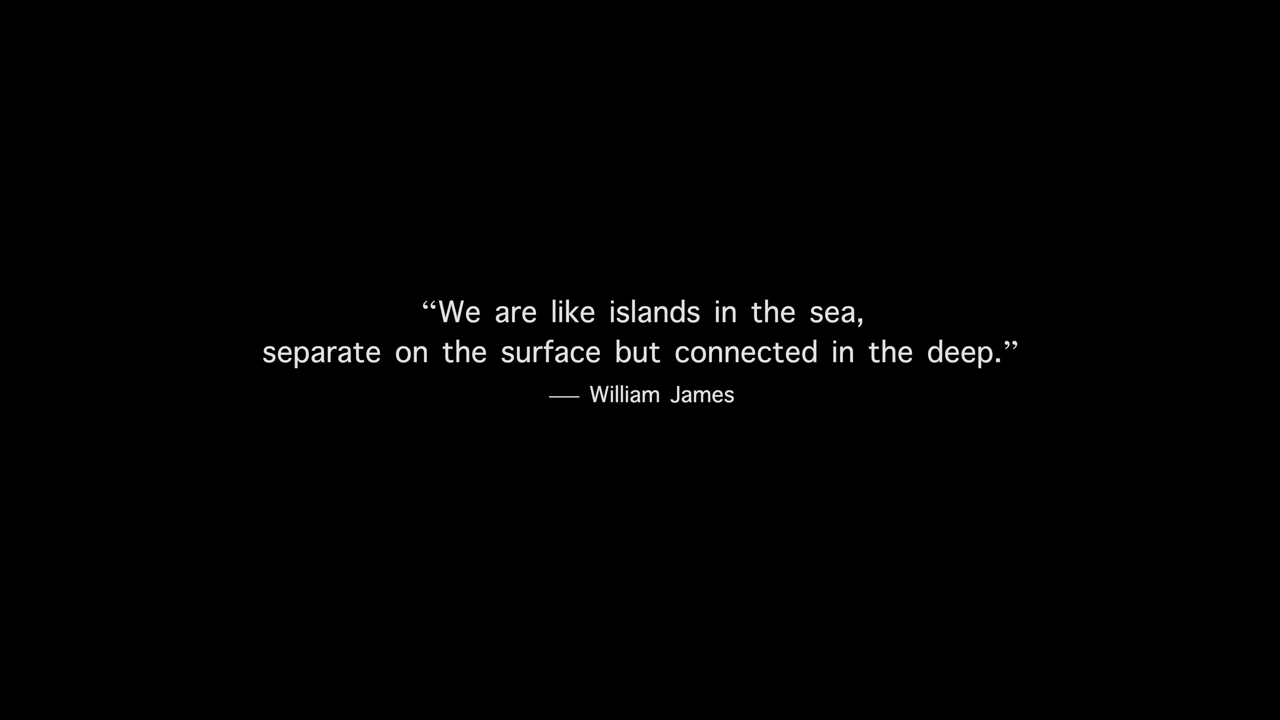 “We are like islands in the sea,
separate on the surface but connected in the deep.”
— William James